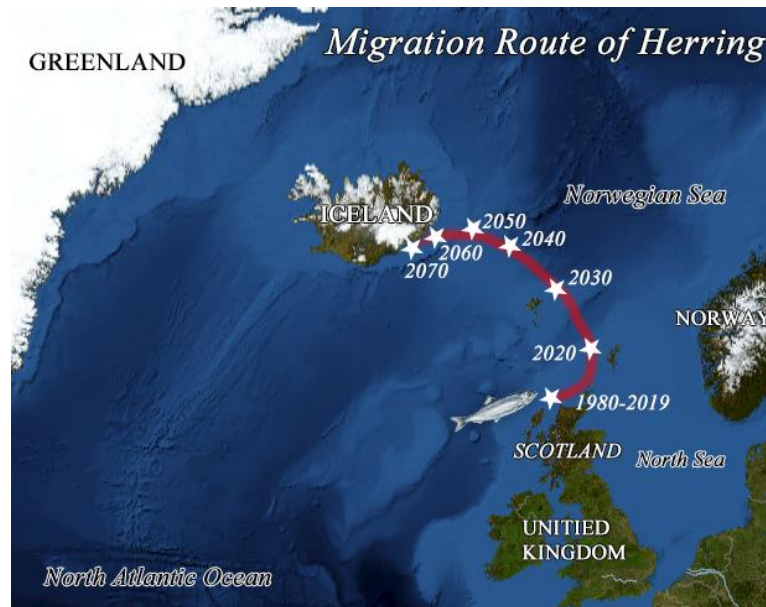 Migration Route of Herring
GREENLAND
Norwegian Sea
ICELAND
2050
2040
2060
2070
2030
NORWAY
2020
1980-2019
SCOTLAND
North Sea
UNITIED
KINGDOM
North Atlantic Ocean